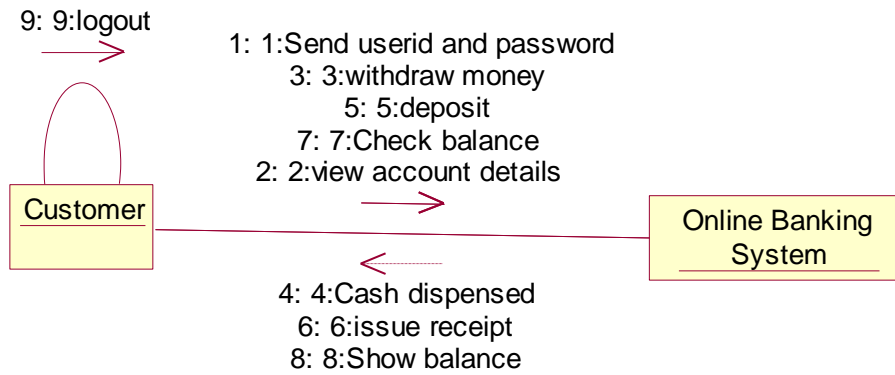 9: 9:logout
1: 1:Send userid and password
3: 3:withdraw money
5: 5:deposit
7: 7:Check balance
2: 2:view account details
Customer
Online Banking
System
4: 4:Cash dispensed
6: 6:issue receipt
8: 8:Show balance